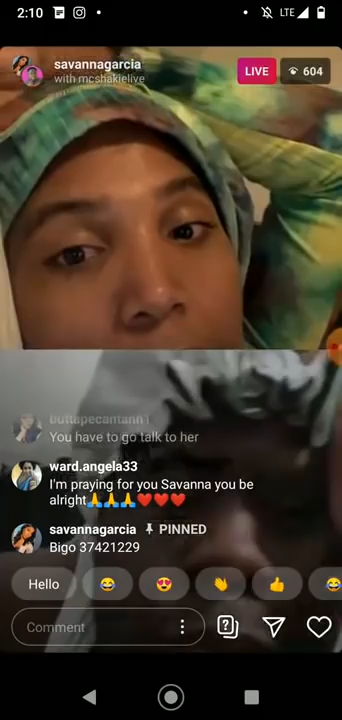 2:10
LTE
savannagarcia
with mcshakielive
LIVE
604
buttapecantann1
You have to go talk to her
ward.angela33
I'm praying for you Savanna you be
alright🙏🙏🙏❤️❤️❤️
savannagarcia PINNED
Bigo 37421229
Hello 😂 😍 👏 👍 😂
Comment